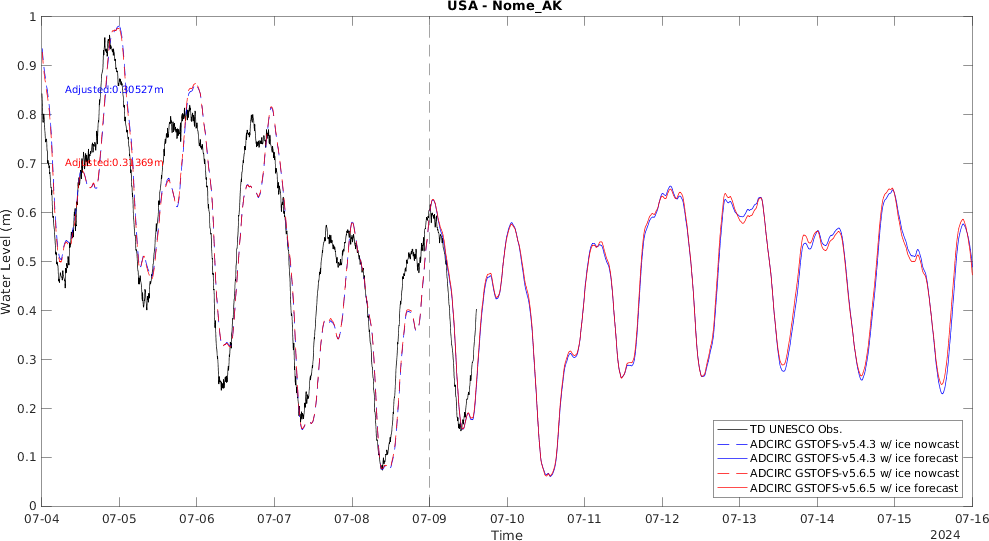 USA - Nome_AK
1
0.9
0.8
0.7
0.6
0.5
0.4
0.3
0.2
0.1
0
Water Level (m)
Adjusted:0.30527m
Adjusted:0.31369m
TD UNESCO Obs.
ADCIRC GSTOFS-v5.4.3 w/ ice nowcast
ADCIRC GSTOFS-v5.4.3 w/ ice forecast
ADCIRC GSTOFS-v5.6.5 w/ ice nowcast
ADCIRC GSTOFS-v5.6.5 w/ ice forecast
07-04 07-05 07-06 07-07 07-08 07-09 07-10 07-11 07-12 07-13 07-14 07-15 07-16
Time
2024